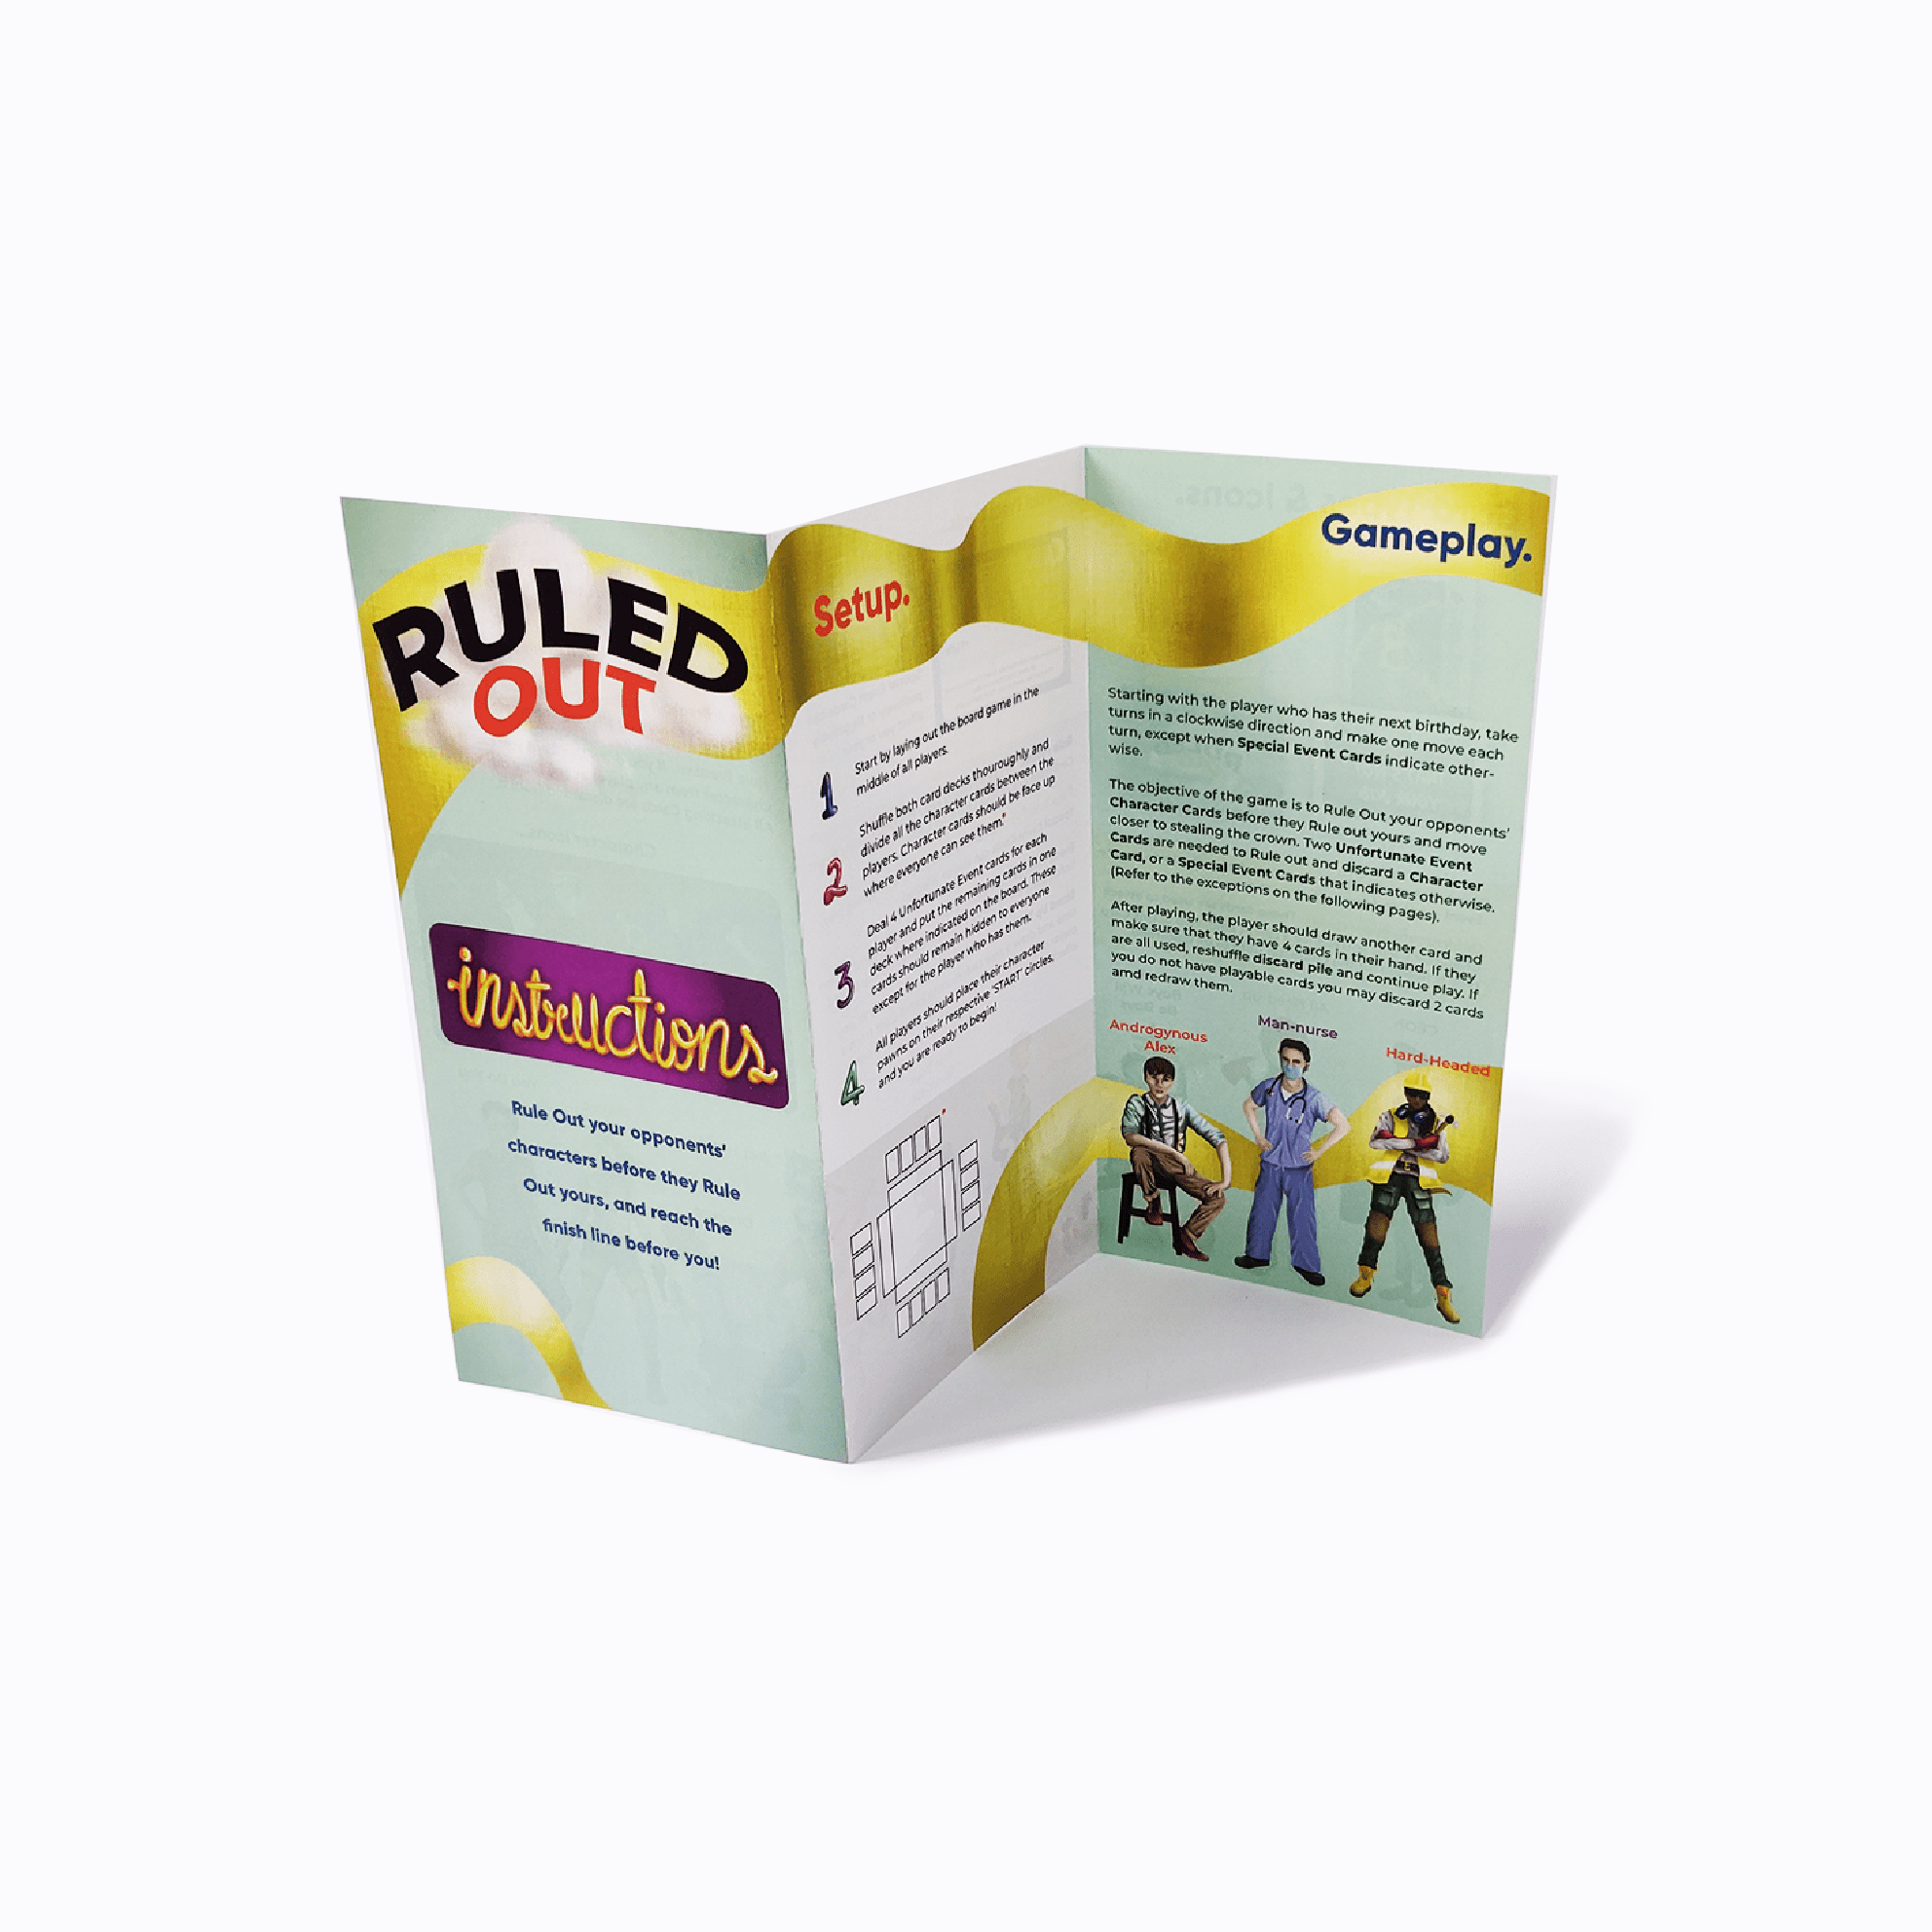 RULED
OUT
instructions
Rule Out your opponents'
characters before they Rule
Out yours, and reach the
finish line before you!
Setup.
1
Start by laying out the board game in the
middle of all players.
2
Shuffle both card decks thouroughly and
divide all the character cards between the
players. Character cards should be face up
where everyone can see them.*
3
Deal 4 Unfortunate Event cards for each
player and put the remaining cards in one
deck where indicated on the board. These
cards should remain hidden to everyone
except for the player who has them.
4
All players should place their character
pawns on their respective 'START' circles,
and you are ready to begin!
*
Gameplay.
Starting with the player who has their next birthday, take
turns in a clockwise direction and make one move each
turn, except when Special Event Cards indicate other-
wise.
The objective of the game is to Rule Out your opponents'
Character Cards before they Rule out yours and move
closer to stealing the crown. Two Unfortunate Event
Cards are needed to Rule out and discard a Character
Card, or a Special Event Cards that indicates otherwise.
(Refer to the exceptions on the following pages).
After playing, the player should draw another card and
make sure that they have 4 cards in their hand. If they
are all used, reshuffle discard pile and continue play. If
you do not have playable cards you may discard 2 cards
amd redraw them.
Androgynous
Alex
Man-nurse
Hard-Headed